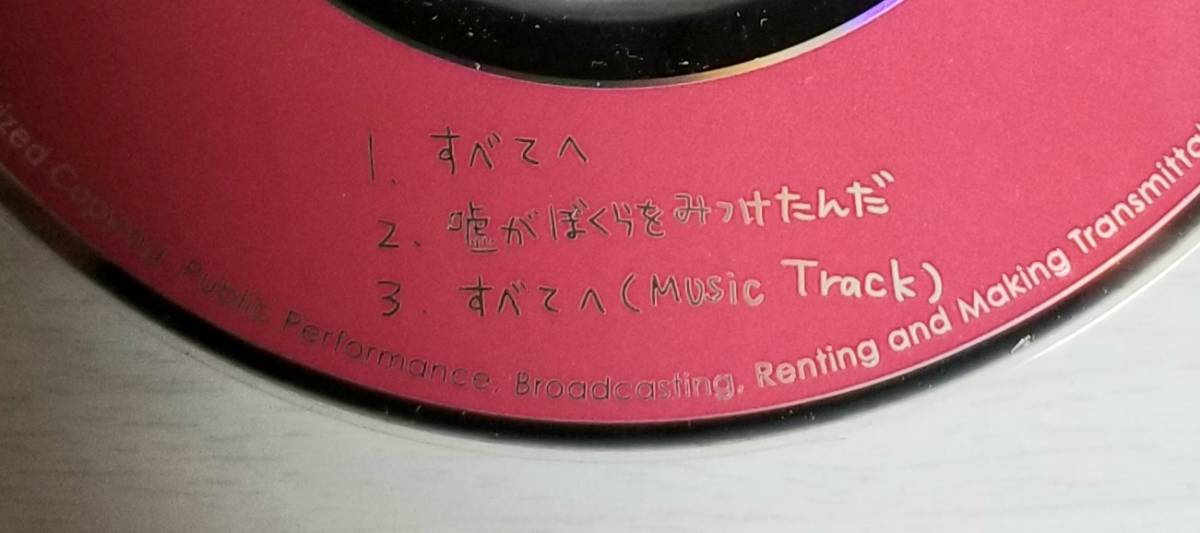 1. すべてへ
2. 嘘がぼくらをみつけたんだ
3. すべてへ(Music Track)
ized Copying, Public Performance, Broadcasting, Renting and Making Transmitta